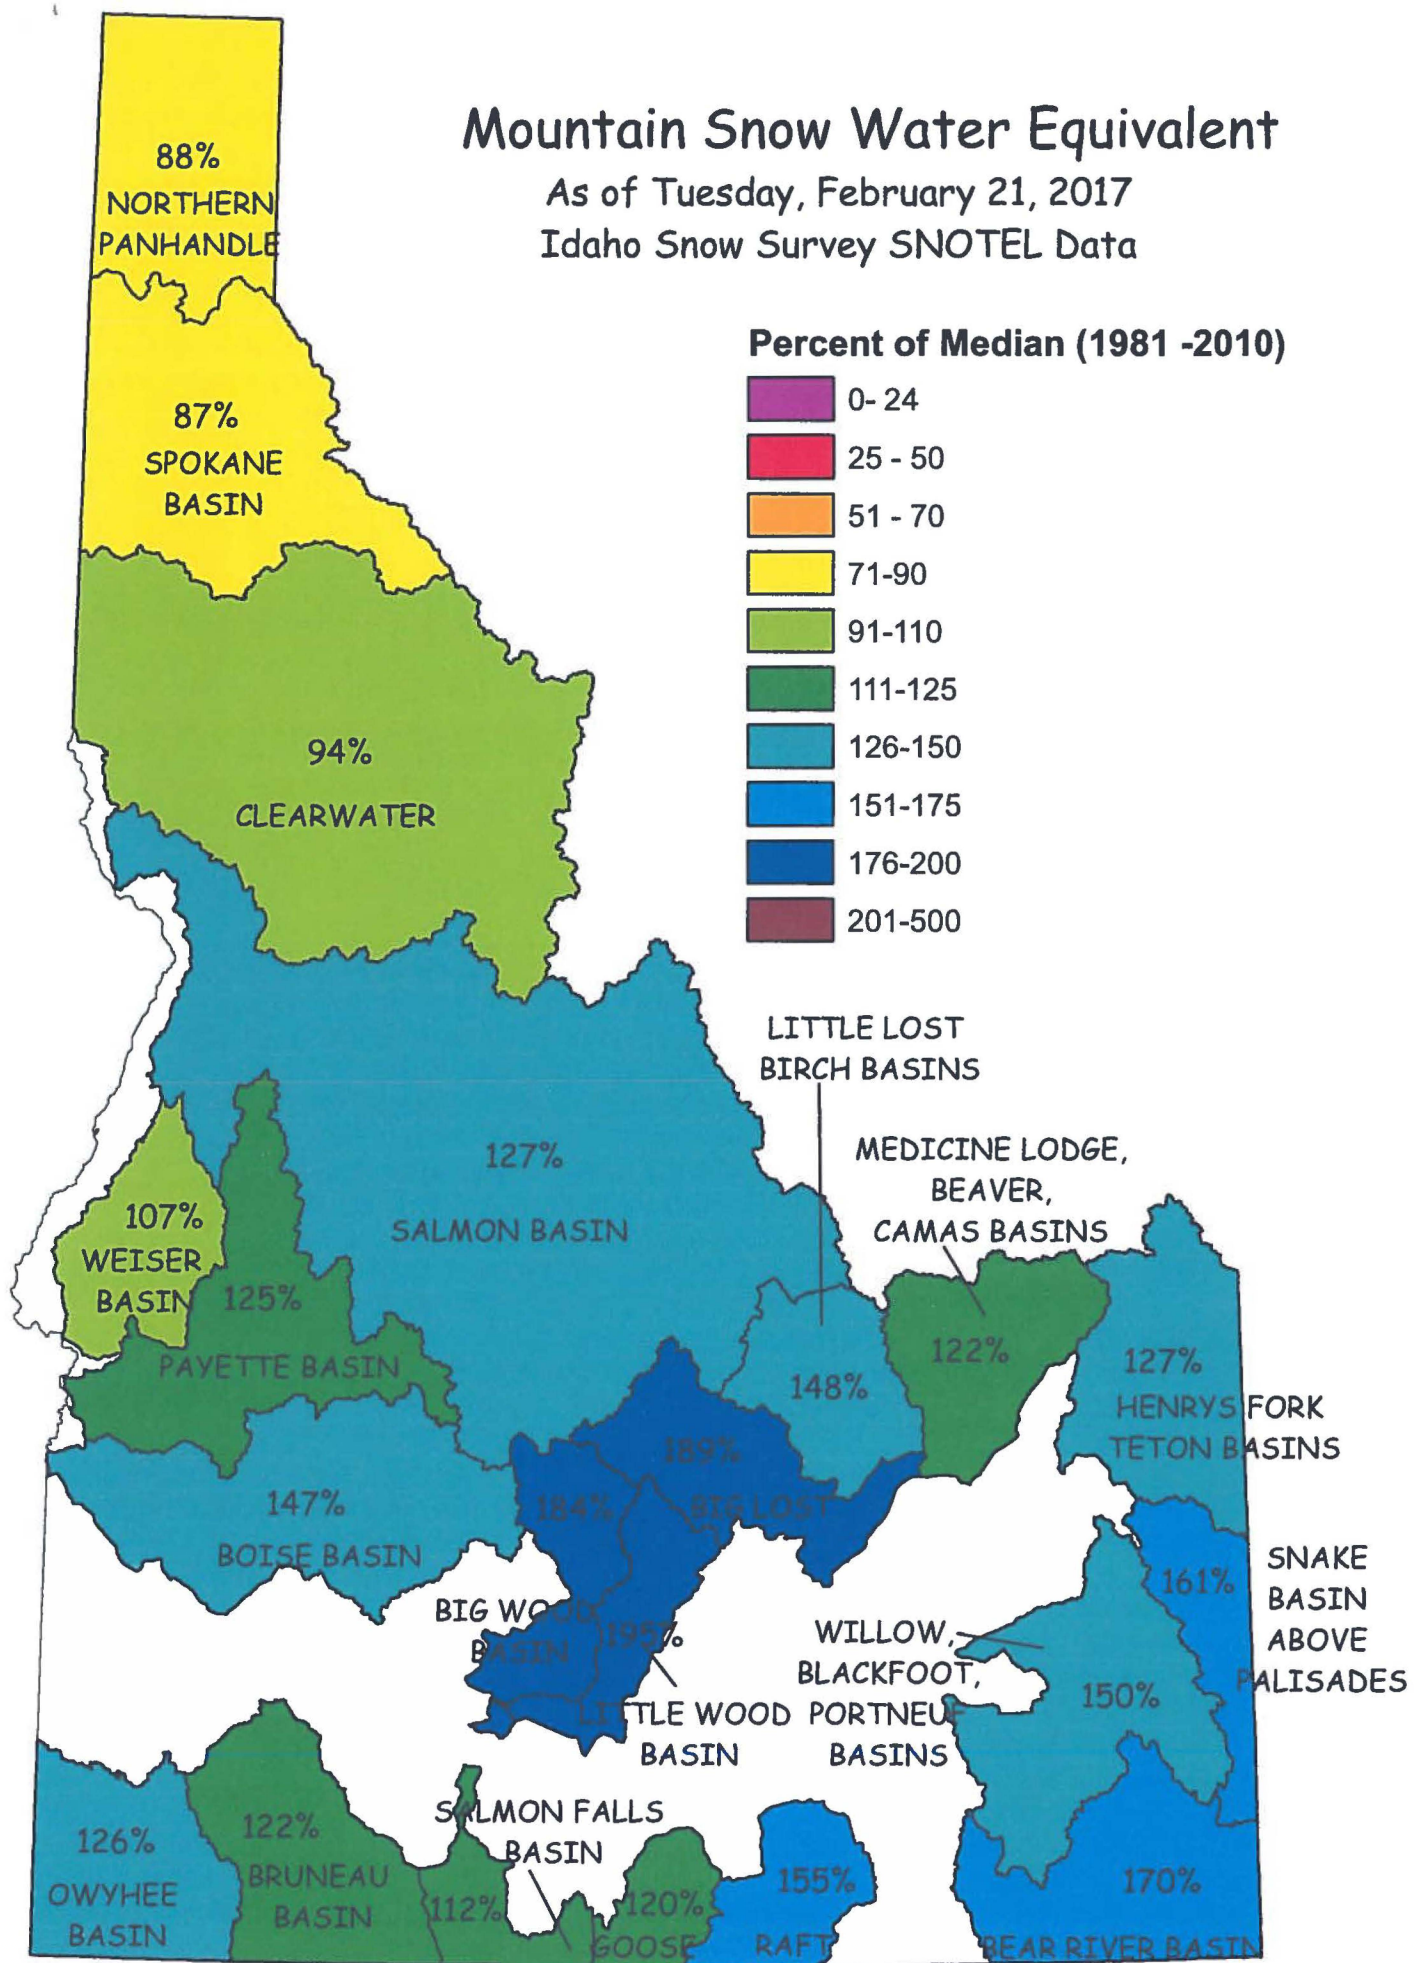 Mountain Snow Water Equivalent
As of Tuesday, February 21, 2017
Idaho Snow Survey SNOTEL Data
Percent of Median (1981 -2010)
0- 24
25 - 50
51 - 70
71-90
91-110
111-125
126-150
151-175
176-200
201-500
88%
NORTHERN
PANHANDLE
87%
SPOKANE
BASIN
94%
CLEARWATER
LITTLE LOST
BIRCH BASINS
127%
SALMON BASIN
MEDICINE LODGE,
BEAVER,
CAMAS BASINS
107%
WEISER
BASIN
125%
PAYETTE BASIN
148%
122%
127%
HENRYS FORK
TETON BASINS
189%
BIG LOST
184%
147%
BOISE BASIN
BIG WOOD
BASIN
195%
LITTLE WOOD
BASIN
WILLOW,
BLACKFOOT,
PORTNEUF
BASINS
150%
161%
SNAKE
BASIN
ABOVE
PALISADES
126%
OWYHEE
BASIN
122%
BRUNEAU
BASIN
SALMON FALLS
BASIN
112%
120%
GOOSE
155%
RAFT
170%
BEAR RIVER BASIN